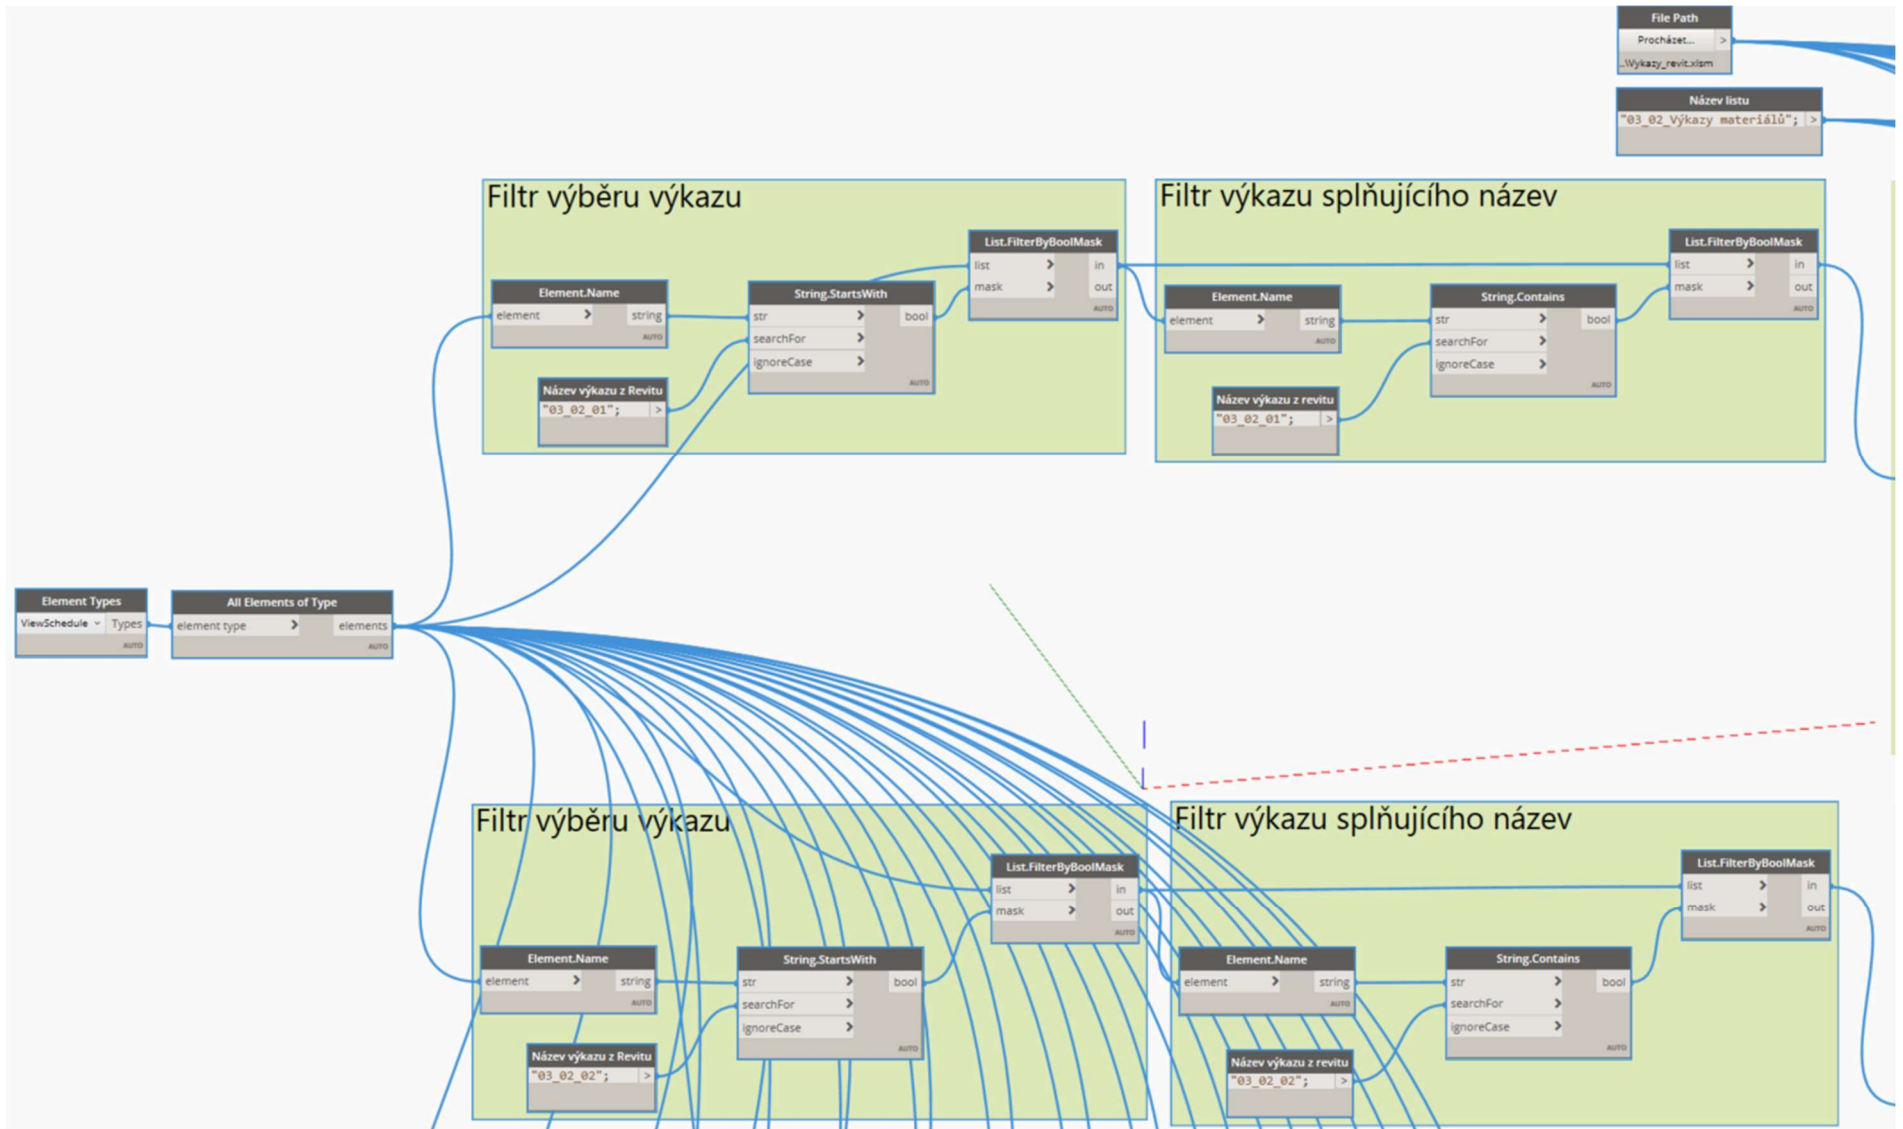 File Path
Procházet... >
..\Vykazy_revit.xlsm
Název listu
"03_02_Výkazy materiálů"; >
Filtr výběru výkazu
Element.Name
element > string
AUTO
Název výkazu z Revitu
"03_02_01"; >
String.StartsWith
str > bool
searchFor >
ignoreCase >
AUTO
List.FilterByBoolMask
list > in
mask > out
AUTO
Filtr výkazu splňujícího název
Element.Name
element > string
AUTO
Název výkazu z revitu
"03_02_01"; >
String.Contains
str > bool
searchFor >
ignoreCase >
AUTO
List.FilterByBoolMask
list > in
mask > out
AUTO
Element Types
ViewSchedule Types
AUTO
All Elements of Type
element type > elements
AUTO
Filtr výběru výkazu
Element.Name
element > string
AUTO
Název výkazu z Revitu
"03_02_02"; >
String.StartsWith
str > bool
searchFor >
ignoreCase >
AUTO
List.FilterByBoolMask
list > in
mask > out
AUTO
Filtr výkazu splňujícího název
Element.Name
element > string
AUTO
Název výkazu z revitu
"03_02_02"; >
String.Contains
str > bool
searchFor >
ignoreCase >
AUTO
List.FilterByBoolMask
list > in
mask > out
AUTO